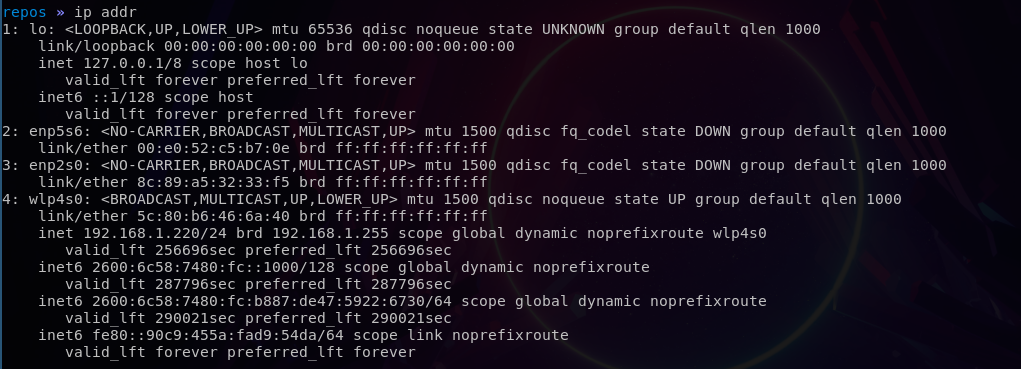 repos » ip addr
1: lo: <LOOPBACK,UP,LOWER_UP> mtu 65536 qdisc noqueue state UNKNOWN group default qlen 1000
    link/loopback 00:00:00:00:00:00 brd 00:00:00:00:00:00
    inet 127.0.0.1/8 scope host lo
       valid_lft forever preferred_lft forever
    inet6 ::1/128 scope host
       valid_lft forever preferred_lft forever
2: enp5s6: <NO-CARRIER,BROADCAST,MULTICAST,UP> mtu 1500 qdisc fq_codel state DOWN group default qlen 1000
    link/ether 00:e0:52:c5:b7:0e brd ff:ff:ff:ff:ff:ff
3: enp2s0: <NO-CARRIER,BROADCAST,MULTICAST,UP> mtu 1500 qdisc fq_codel state DOWN group default qlen 1000
    link/ether 8c:89:a5:32:33:f5 brd ff:ff:ff:ff:ff:ff
4: wlp4s0: <BROADCAST,MULTICAST,UP,LOWER_UP> mtu 1500 qdisc noqueue state UP group default qlen 1000
    link/ether 5c:80:b6:46:6a:40 brd ff:ff:ff:ff:ff:ff
    inet 192.168.1.220/24 brd 192.168.1.255 scope global dynamic noprefixroute wlp4s0
       valid_lft 256696sec preferred_lft 256696sec
    inet6 2600:6c58:7480:fc::1000/128 scope global dynamic noprefixroute
       valid_lft 287796sec preferred_lft 287796sec
    inet6 2600:6c58:7480:fc:b887:de47:5922:6730/64 scope global dynamic noprefixroute
       valid_lft 290021sec preferred_lft 290021sec
    inet6 fe80::90c9:455a:fad9:54da/64 scope link noprefixroute
       valid_lft forever preferred_lft forever